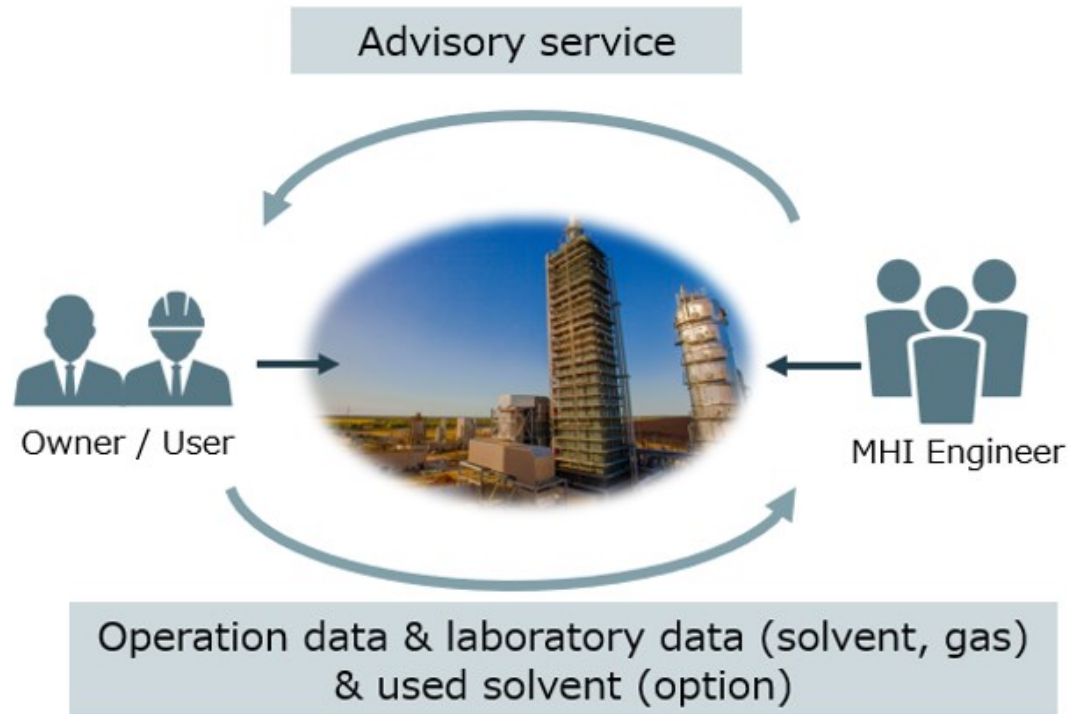 Advisory service
Owner / User
MHI Engineer
Operation data & laboratory data (solvent, gas)
& used solvent (option)